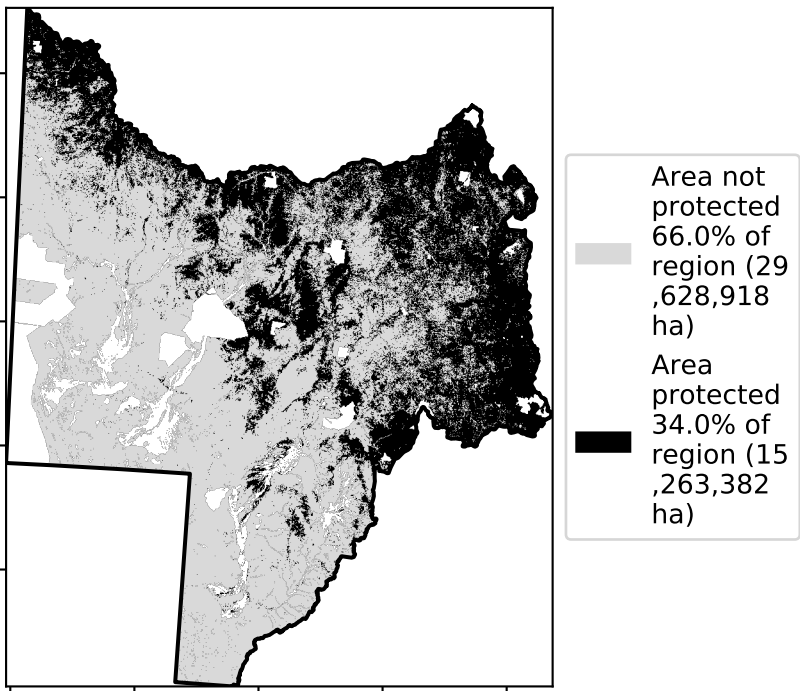 Area not
protected
66.0% of
region (29
,628,918
ha)
Area
protected
34.0% of
region (15
,263,382
ha)